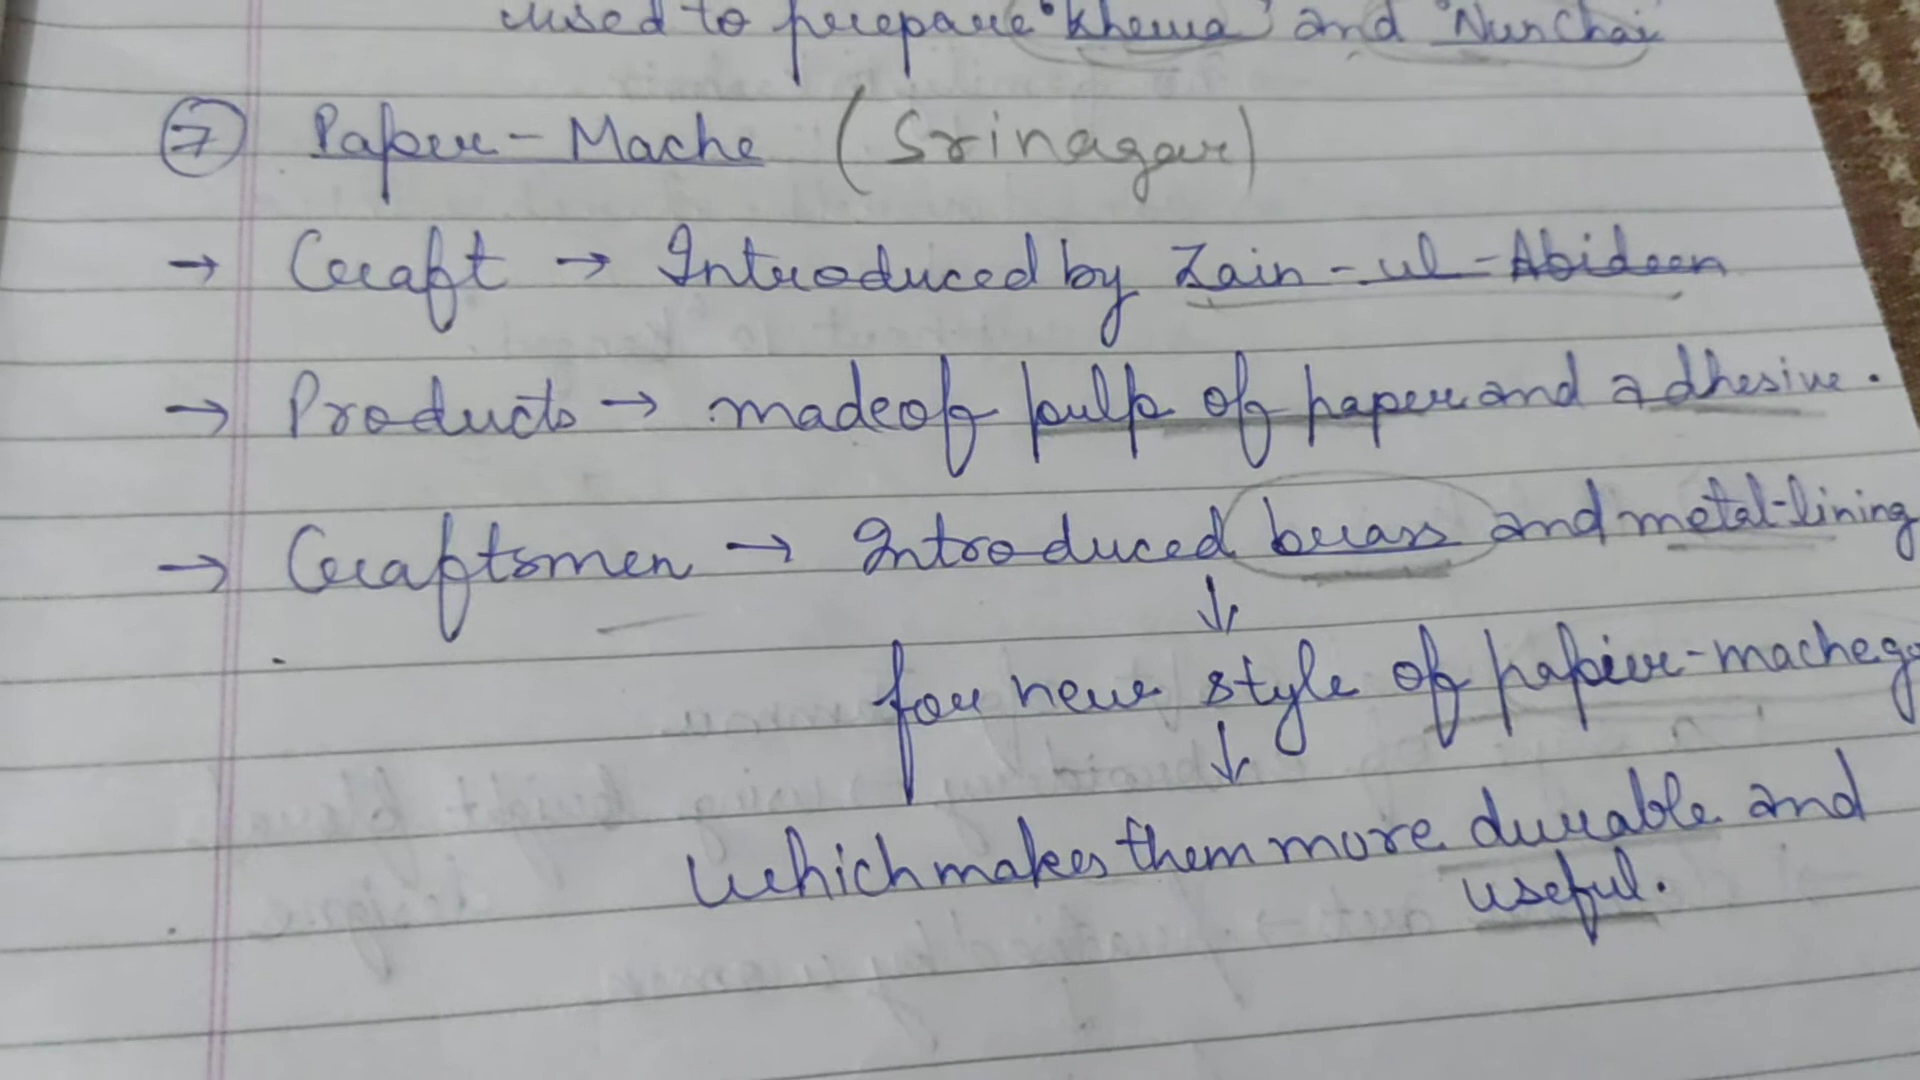 used to prepare 'Khewa' and 'Nun Chai'
⑦ Paper-Mache (Srinagar)
→ Craft → Introduced by Zain-ul-Abideen
→ Products → made of pulp of paper and adhesive.
→ Craftsmen → Introduced brass and metal-lining
↓
for new style of papier-mache
↓
which makes them more durable and
useful.